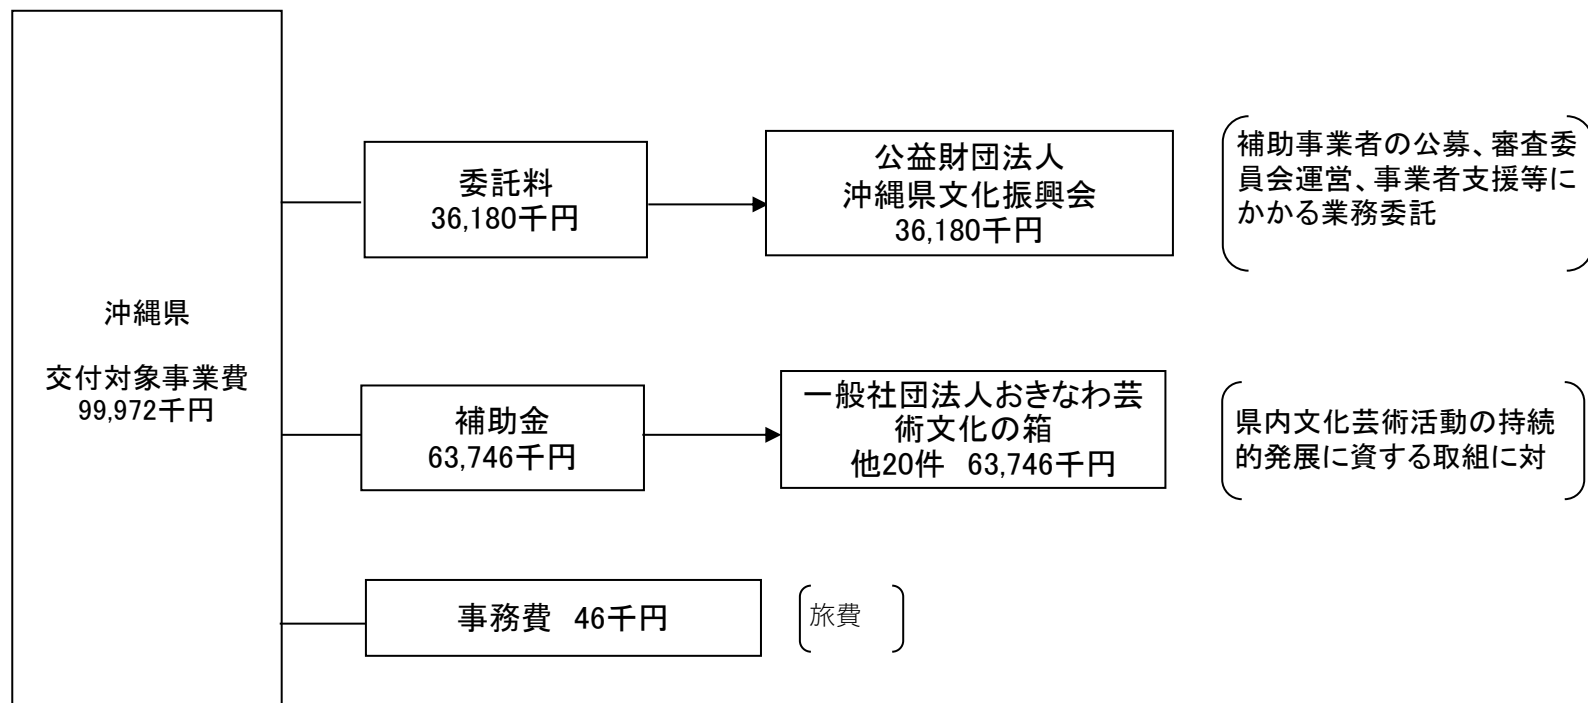 沖縄県
交付対象事業費
99,972千円
委託料
36,180千円
公益財団法人
沖縄県文化振興会
36,180千円
補助事業者の公募、審査委
員会運営、事業者支援等に
かかる業務委託
補助金
63,746千円
一般社団法人おきなわ芸
術文化の箱
他20件 63,746千円
県内文化芸術活動の持続
的発展に資する取組に対
事務費 46千円
旅費